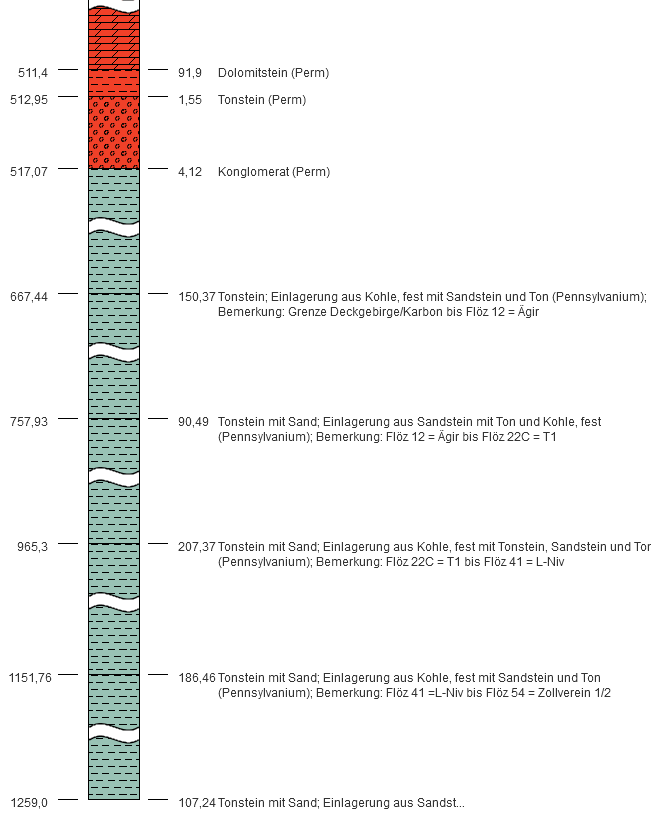 511,4 91,9 Dolomitstein (Perm)
512,95 1,55 Tonstein (Perm)
517,07 4,12 Konglomerat (Perm)
667,44 150,37 Tonstein; Einlagerung aus Kohle, fest mit Sandstein und Ton (Pennsylvanium);
Bemerkung: Grenze Deckgebirge/Karbon bis Flöz 12 = Ägir
757,93 90,49 Tonstein mit Sand; Einlagerung aus Sandstein mit Ton und Kohle, fest
(Pennsylvanium); Bemerkung: Flöz 12 = Ägir bis Flöz 22C = T1
965,3 207,37 Tonstein mit Sand; Einlagerung aus Kohle, fest mit Tonstein, Sandstein und Ton
(Pennsylvanium); Bemerkung: Flöz 22C = T1 bis Flöz 41 = L-Niv
1151,76 186,46 Tonstein mit Sand; Einlagerung aus Kohle, fest mit Sandstein und Ton
(Pennsylvanium); Bemerkung: Flöz 41 =L-Niv bis Flöz 54 = Zollverein 1/2
1259,0 107,24 Tonstein mit Sand; Einlagerung aus Sandst...